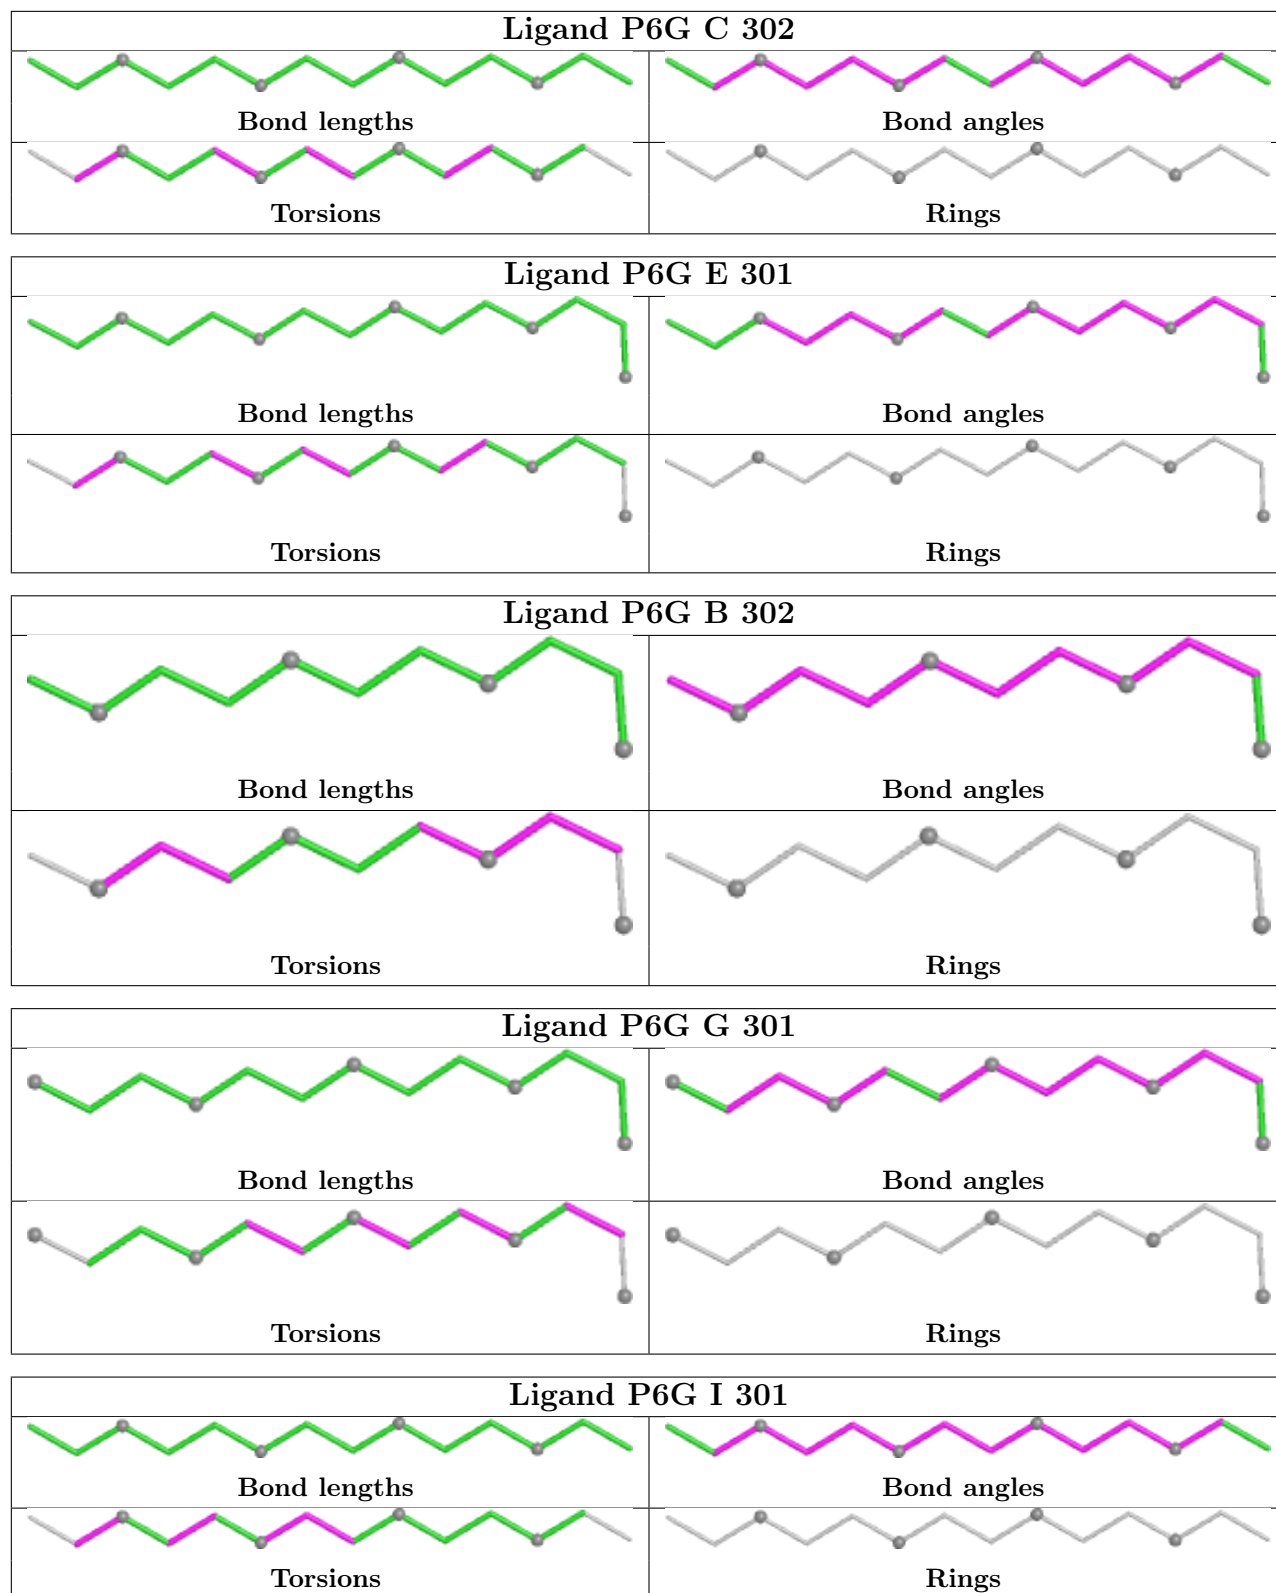 Ligand P6G C 302
Bond lengths
Bond angles
Torsions
Rings
Ligand P6G E 301
Bond lengths
Bond angles
Torsions
Rings
Ligand P6G B 302
Bond lengths
Bond angles
Torsions
Rings
Ligand P6G G 301
Bond lengths
Bond angles
Torsions
Rings
Ligand P6G I 301
Bond lengths
Bond angles
Torsions
Rings